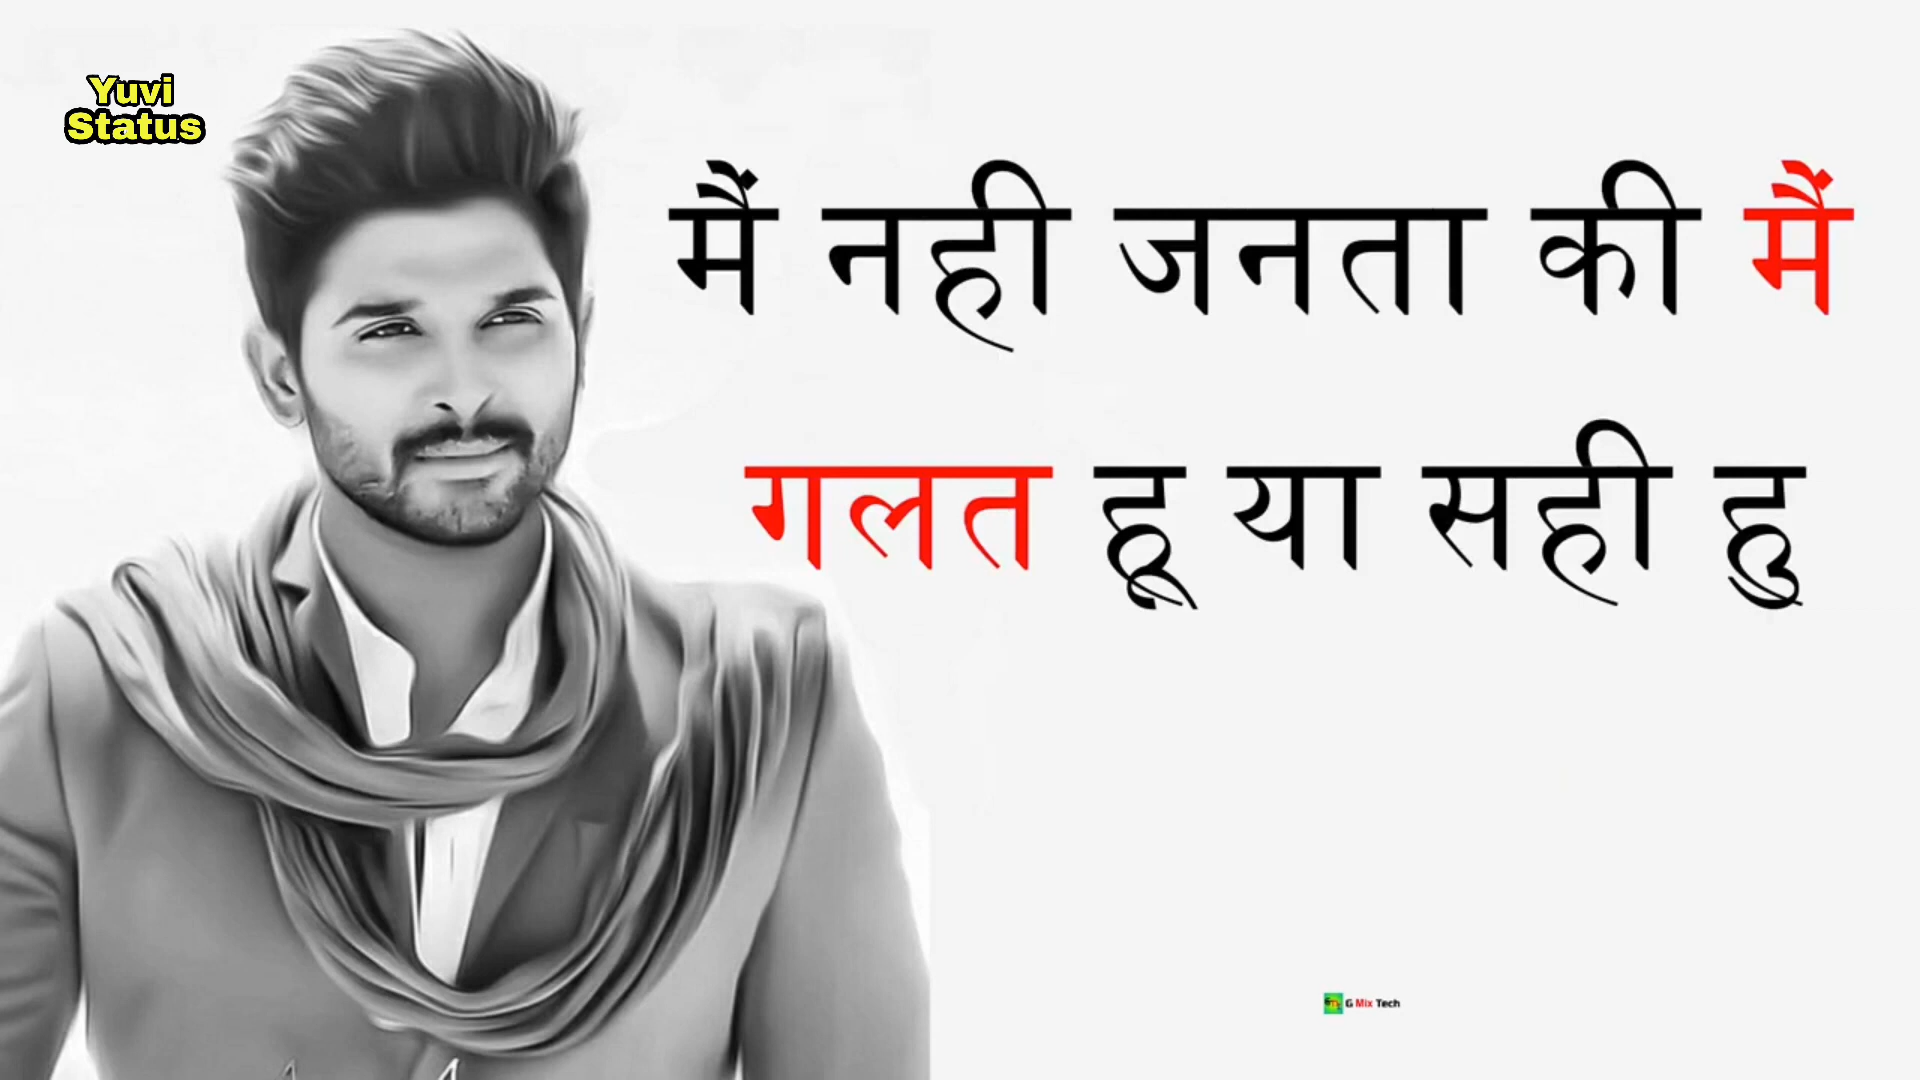 Yuvi
Status
मैं नही जनता की मैं
गलत हू या सही हु
G Mix Tech